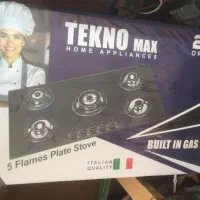 TEKNO MAX
HOME APPLIANCES
5 Flames Plate Stove
ITALIAN
QUALITY
BUILT IN GAS